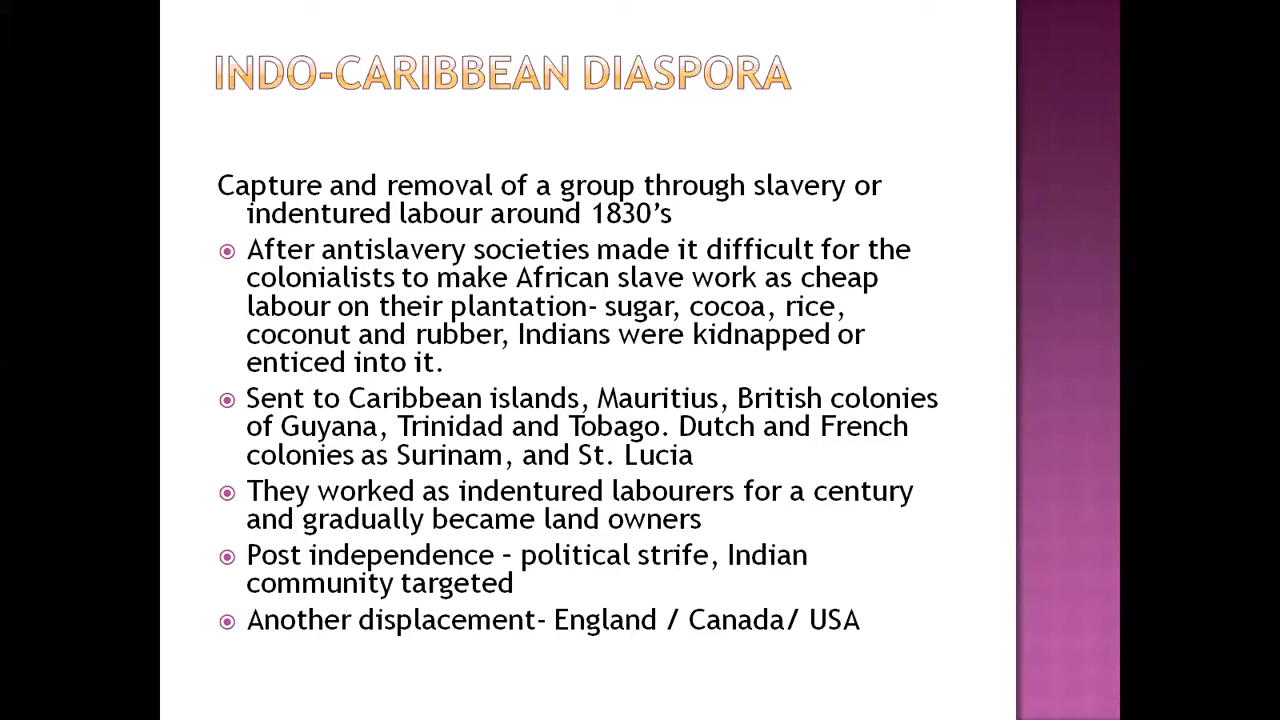 INDO-CARIBBEAN DIASPORA
Capture and removal of a group through slavery or
indentured labour around 1830's
After antislavery societies made it difficult for the
colonialists to make African slave work as cheap
labour on their plantation- sugar, cocoa, rice,
coconut and rubber, Indians were kidnapped or
enticed into it.
Sent to Caribbean islands, Mauritius, British colonies
of Guyana, Trinidad and Tobago. Dutch and French
colonies as Surinam, and St. Lucia
They worked as indentured labourers for a century
and gradually became land owners
Post independence - political strife, Indian
community targeted
Another displacement- England / Canada/ USA